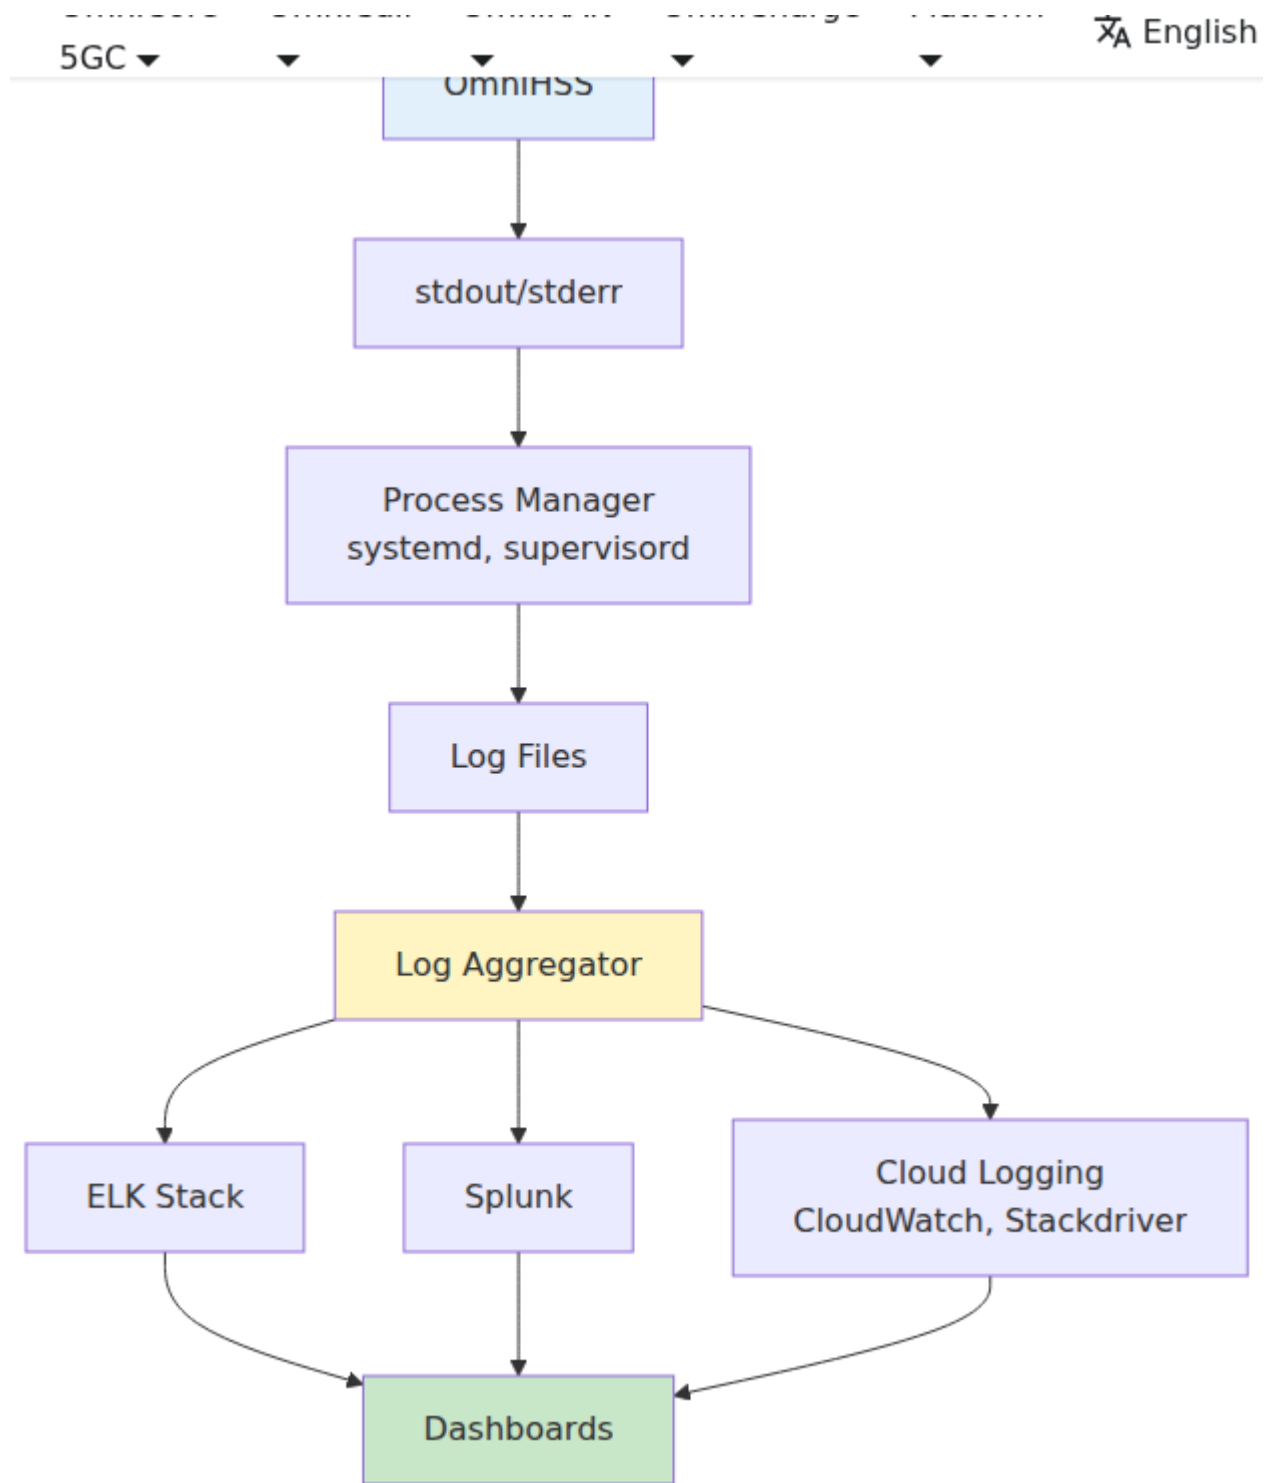 5GC
English
OmniHSS
stdout/stderr
Process Manager
systemd, supervisord
Log Files
Log Aggregator
ELK Stack
Splunk
Cloud Logging
CloudWatch, Stackdriver
Dashboards